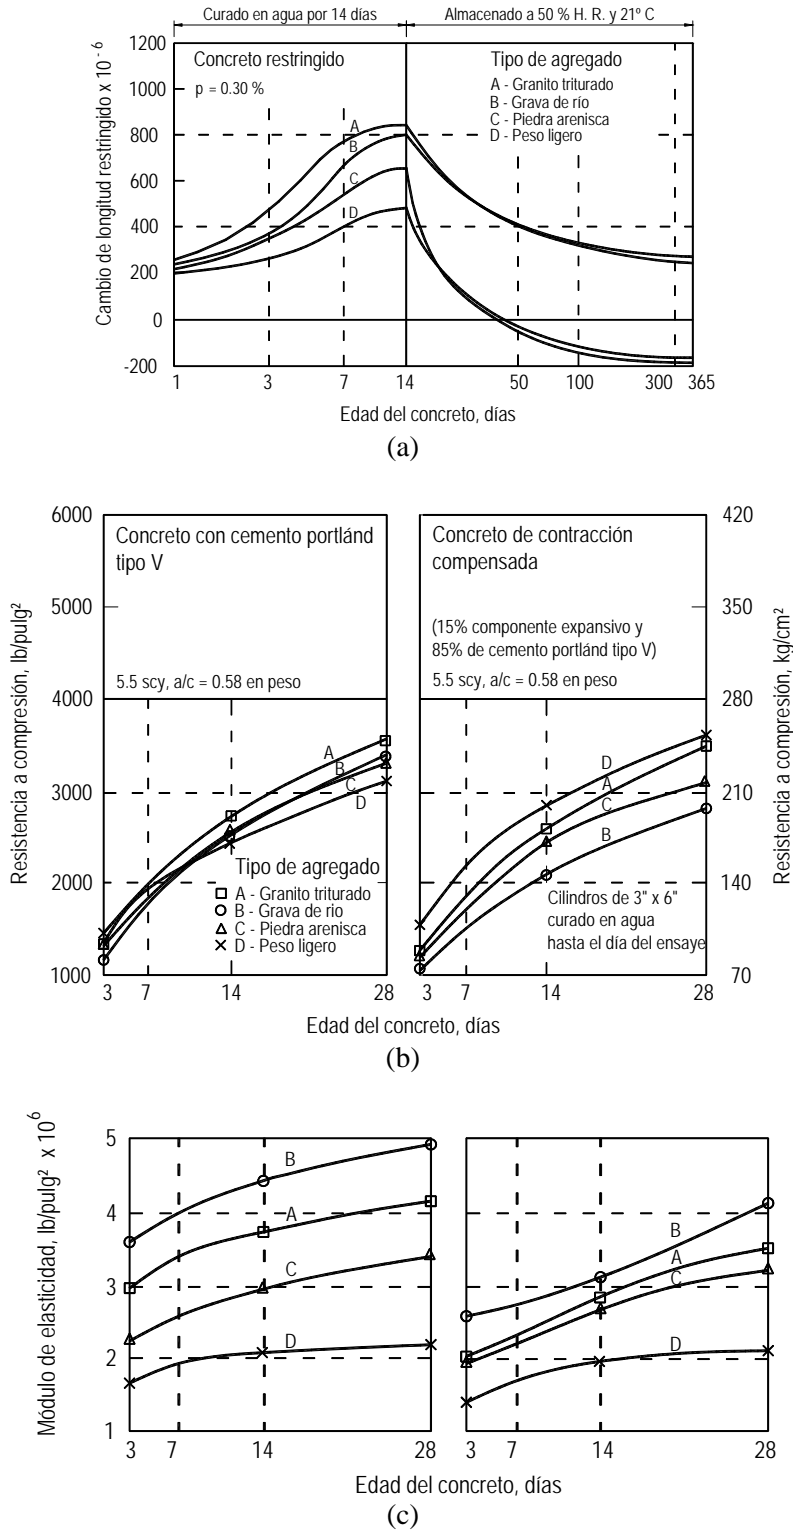 Curado en agua por 14 días
Almacenado a 50 % H. R. y 21º C
Cambio de longitud restringido x 10⁻⁶
1200
1000
800
600
400
200
0
-200
Concreto restringido
p = 0.30 %
Tipo de agregado
A - Granito triturado
B - Grava de río
C - Piedra arenisca
D - Peso ligero
A
B
C
D
1 3 7 14 50 100 300 365
Edad del concreto, días
(a)
Resistencia a compresión, lb/pulg²
6000
5000
4000
3000
2000
1000
Concreto con cemento portlánd
tipo V
5.5 scy, a/c = 0.58 en peso
A
B
C
D
Tipo de agregado
A - Granito triturado
B - Grava de rio
C - Piedra arenisca
D - Peso ligero
3 7 14 28
Concreto de contracción
compensada
(15% componente expansivo y
85% de cemento portlánd tipo V)
5.5 scy, a/c = 0.58 en peso
D
A
C
B
Cilindros de 3" x 6"
curado en agua
hasta el día del ensaye
3 7 14 28
420
350
280
210
140
70
Resistencia a compresión, kg/cm²
Edad del concreto, días
(b)
Módulo de elasticidad, lb/pulg² x 10⁶
5
4
3
2
1
B
A
C
D
3 7 14 28
B
A
C
D
3 7 14 28
Edad del concreto, días
(c)